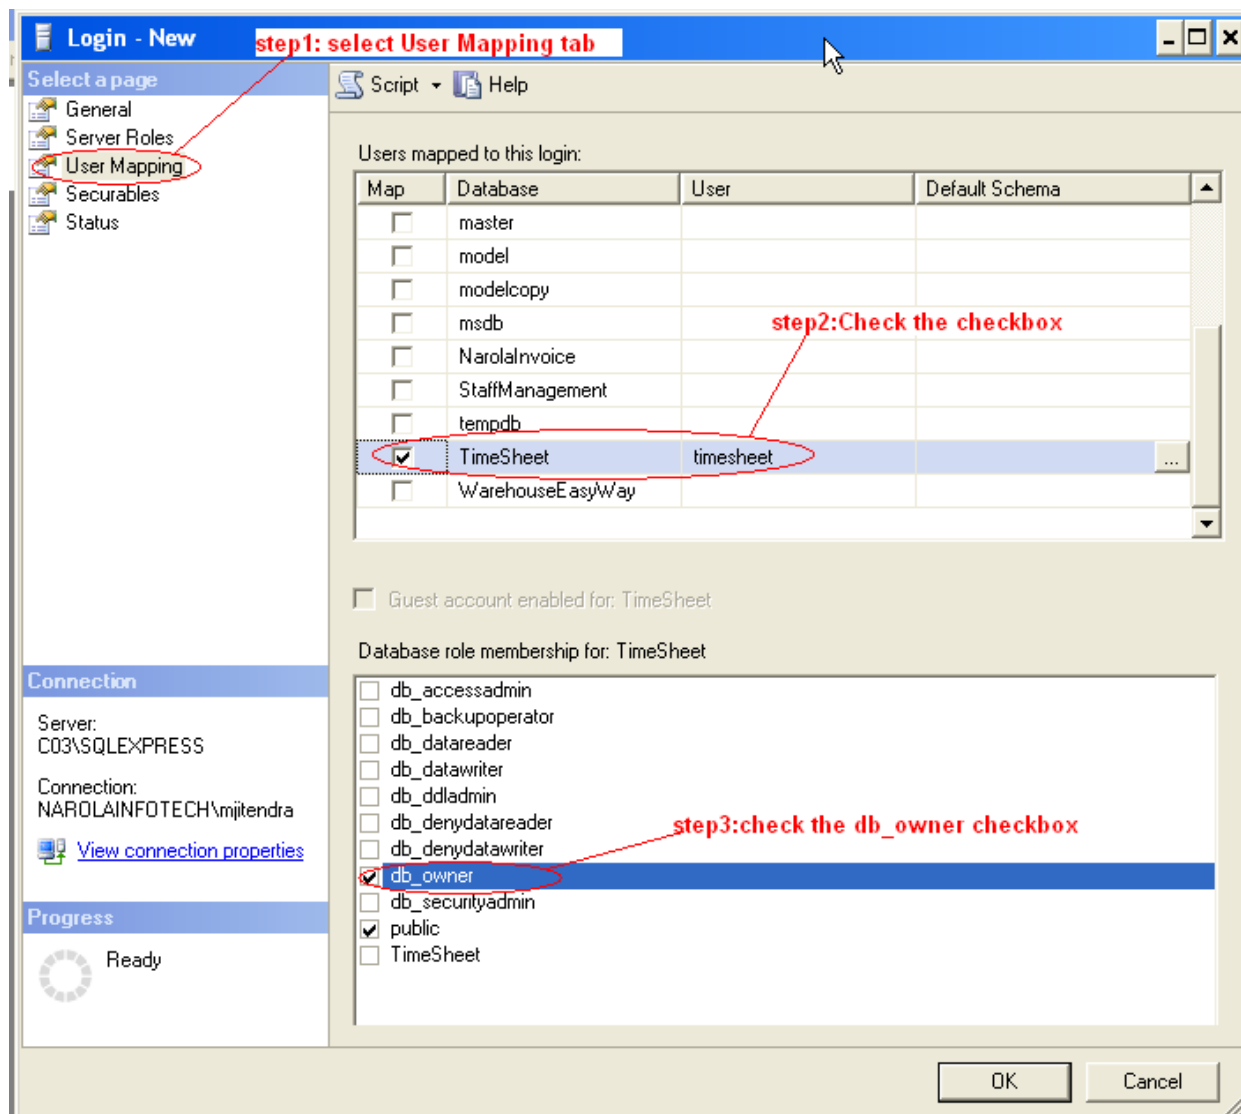 Login - New
step1: select User Mapping tab
Select a page
General
Server Roles
User Mapping
Securables
Status
Script
Help
Users mapped to this login:
Map Database User Default Schema
master
model
modelcopy
msdb
step2:Check the checkbox
NarolaInvoice
StaffManagement
tempdb
TimeSheet timesheet ...
WarehouseEasyWay
Guest account enabled for: TimeSheet
Database role membership for: TimeSheet
db_accessadmin
db_backupoperator
db_datareader
db_datawriter
db_ddladmin
db_denydatareader
step3:check the db_owner checkbox
db_denydatawriter
db_owner
db_securityadmin
public
TimeSheet
Connection
Server:
C03\SQLEXPRESS
Connection:
NAROLAINFOTECH\mjitendra
View connection properties
Progress
Ready
OK Cancel